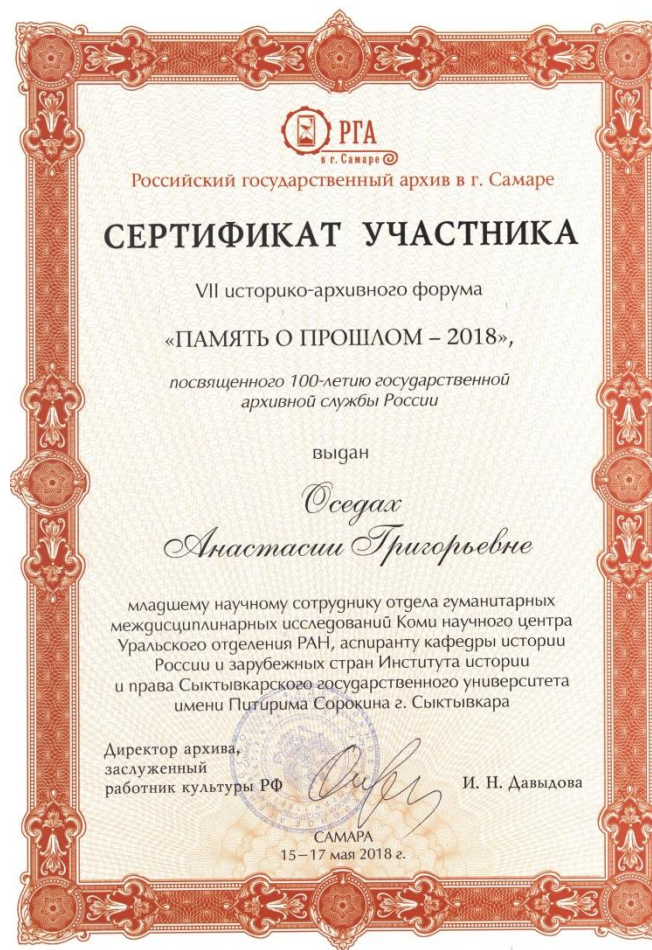 РГА
в г. Самаре
Российский государственный архив в г. Самаре
СЕРТИФИКАТ УЧАСТНИКА
VII историко-архивного форума
«ПАМЯТЬ О ПРОШЛОМ – 2018»,
посвященного 100-летию государственной
архивной службы России
выдан
Оседах
Анастасии Григорьевне
младшему научному сотруднику отдела гуманитарных
междисциплинарных исследований Коми научного центра
Уральского отделения РАН, аспиранту кафедры истории
России и зарубежных стран Института истории
и права Сыктывкарского государственного университета
имени Питирима Сорокина г. Сыктывкара
Директор архива,
заслуженный
работник культуры РФ
И. Н. Давыдова
САМАРА
15–17 мая 2018 г.